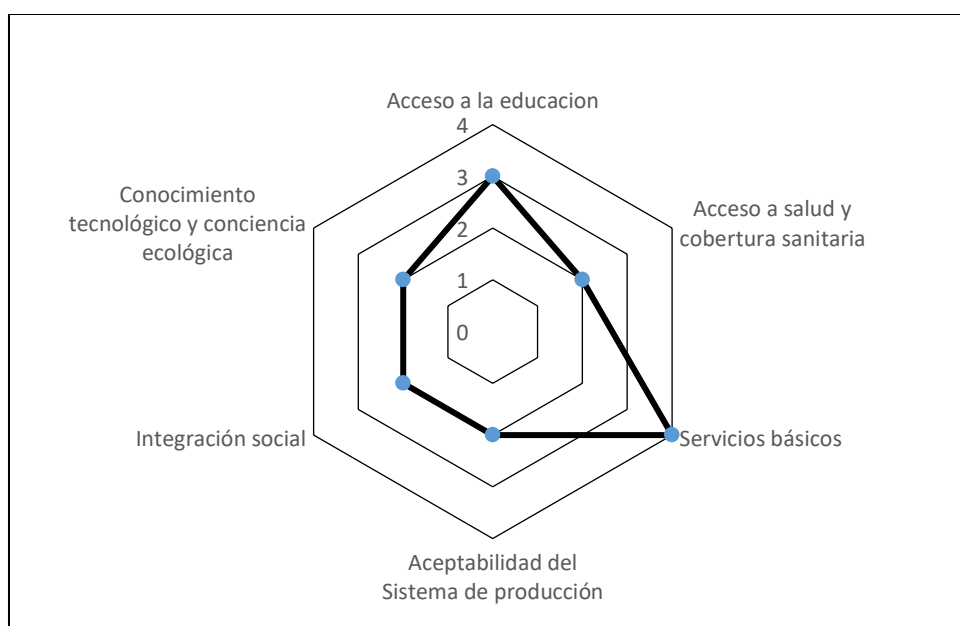 Acceso a la educacion
4
3
2
1
0
Acceso a salud y
cobertura sanitaria
Servicios básicos
Aceptabilidad del
Sistema de producción
Integración social
Conocimiento
tecnológico y conciencia
ecológica